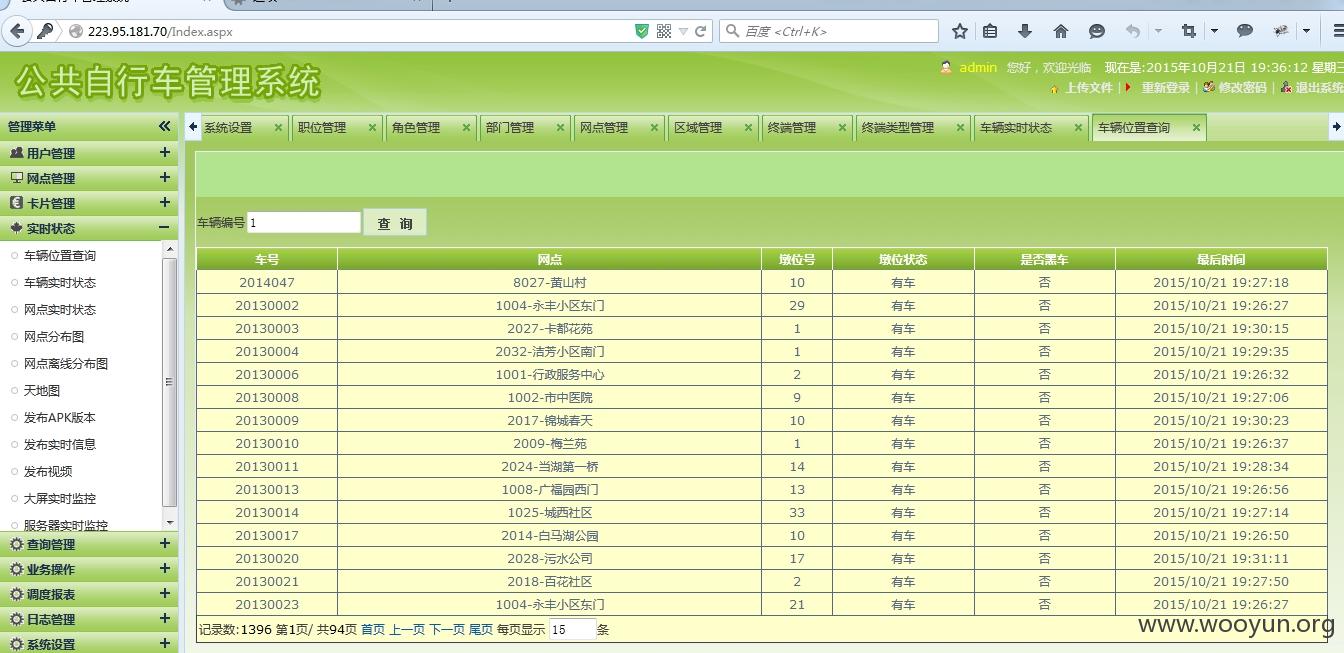 223.95.181.70/Index.aspx
百度 <Ctrl+K>
公共自行车管理系统
admin 您好，欢迎光临 现在是:2015年10月21日 19:36:12 星期三
上传文件 | 重新登录 | 修改密码 | 退出系统
管理菜单
系统设置 职位管理 角色管理 部门管理 网点管理 区域管理 终端管理 终端类型管理 车辆实时状态 车辆位置查询
用户管理
网点管理
卡片管理
实时状态
车辆位置查询
车辆实时状态
网点实时状态
网点分布图
网点离线分布图
天地图
发布APK版本
发布实时信息
发布视频
大屏实时监控
服务器实时监控
查询管理
业务操作
调度报表
日志管理
系统设置
车辆编号 1 查 询
车号 网点 墩位号 墩位状态 是否黑车 最后时间
2014047 8027-黄山村 10 有车 否 2015/10/21 19:27:18
20130002 1004-永丰小区东门 29 有车 否 2015/10/21 19:26:27
20130003 2027-卡都花苑 1 有车 否 2015/10/21 19:30:15
20130004 2032-洁芳小区南门 1 有车 否 2015/10/21 19:29:35
20130006 1001-行政服务中心 2 有车 否 2015/10/21 19:26:32
20130008 1002-市中医院 9 有车 否 2015/10/21 19:27:06
20130009 2017-锦城春天 10 有车 否 2015/10/21 19:30:23
20130010 2009-梅兰苑 1 有车 否 2015/10/21 19:26:37
20130011 2024-当湖第一桥 14 有车 否 2015/10/21 19:28:34
20130013 1008-广福园西门 13 有车 否 2015/10/21 19:26:56
20130014 1025-城西社区 33 有车 否 2015/10/21 19:27:14
20130017 2014-白马湖公园 10 有车 否 2015/10/21 19:26:50
20130020 2028-污水公司 17 有车 否 2015/10/21 19:31:11
20130021 2018-百花社区 2 有车 否 2015/10/21 19:27:50
20130023 1004-永丰小区东门 21 有车 否 2015/10/21 19:26:27
记录数:1396 第1页/ 共94页 首页 上一页 下一页 尾页 每页显示 15 条
www.wooyun.org